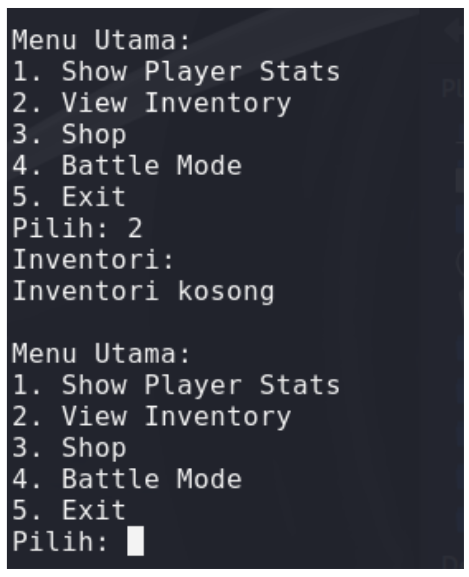 Menu Utama:
1. Show Player Stats
2. View Inventory
3. Shop
4. Battle Mode
5. Exit
Pilih: 2
Inventori:
Inventori kosong
Menu Utama:
1. Show Player Stats
2. View Inventory
3. Shop
4. Battle Mode
5. Exit
Pilih: